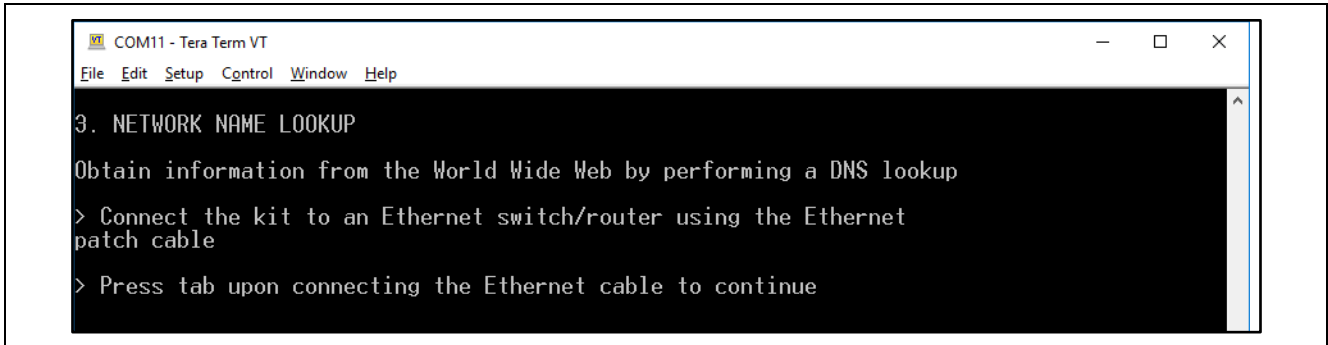 COM11 - Tera Term VT
File Edit Setup Control Window Help
3. NETWORK NAME LOOKUP
Obtain information from the World Wide Web by performing a DNS lookup
> Connect the kit to an Ethernet switch/router using the Ethernet
patch cable
> Press tab upon connecting the Ethernet cable to continue